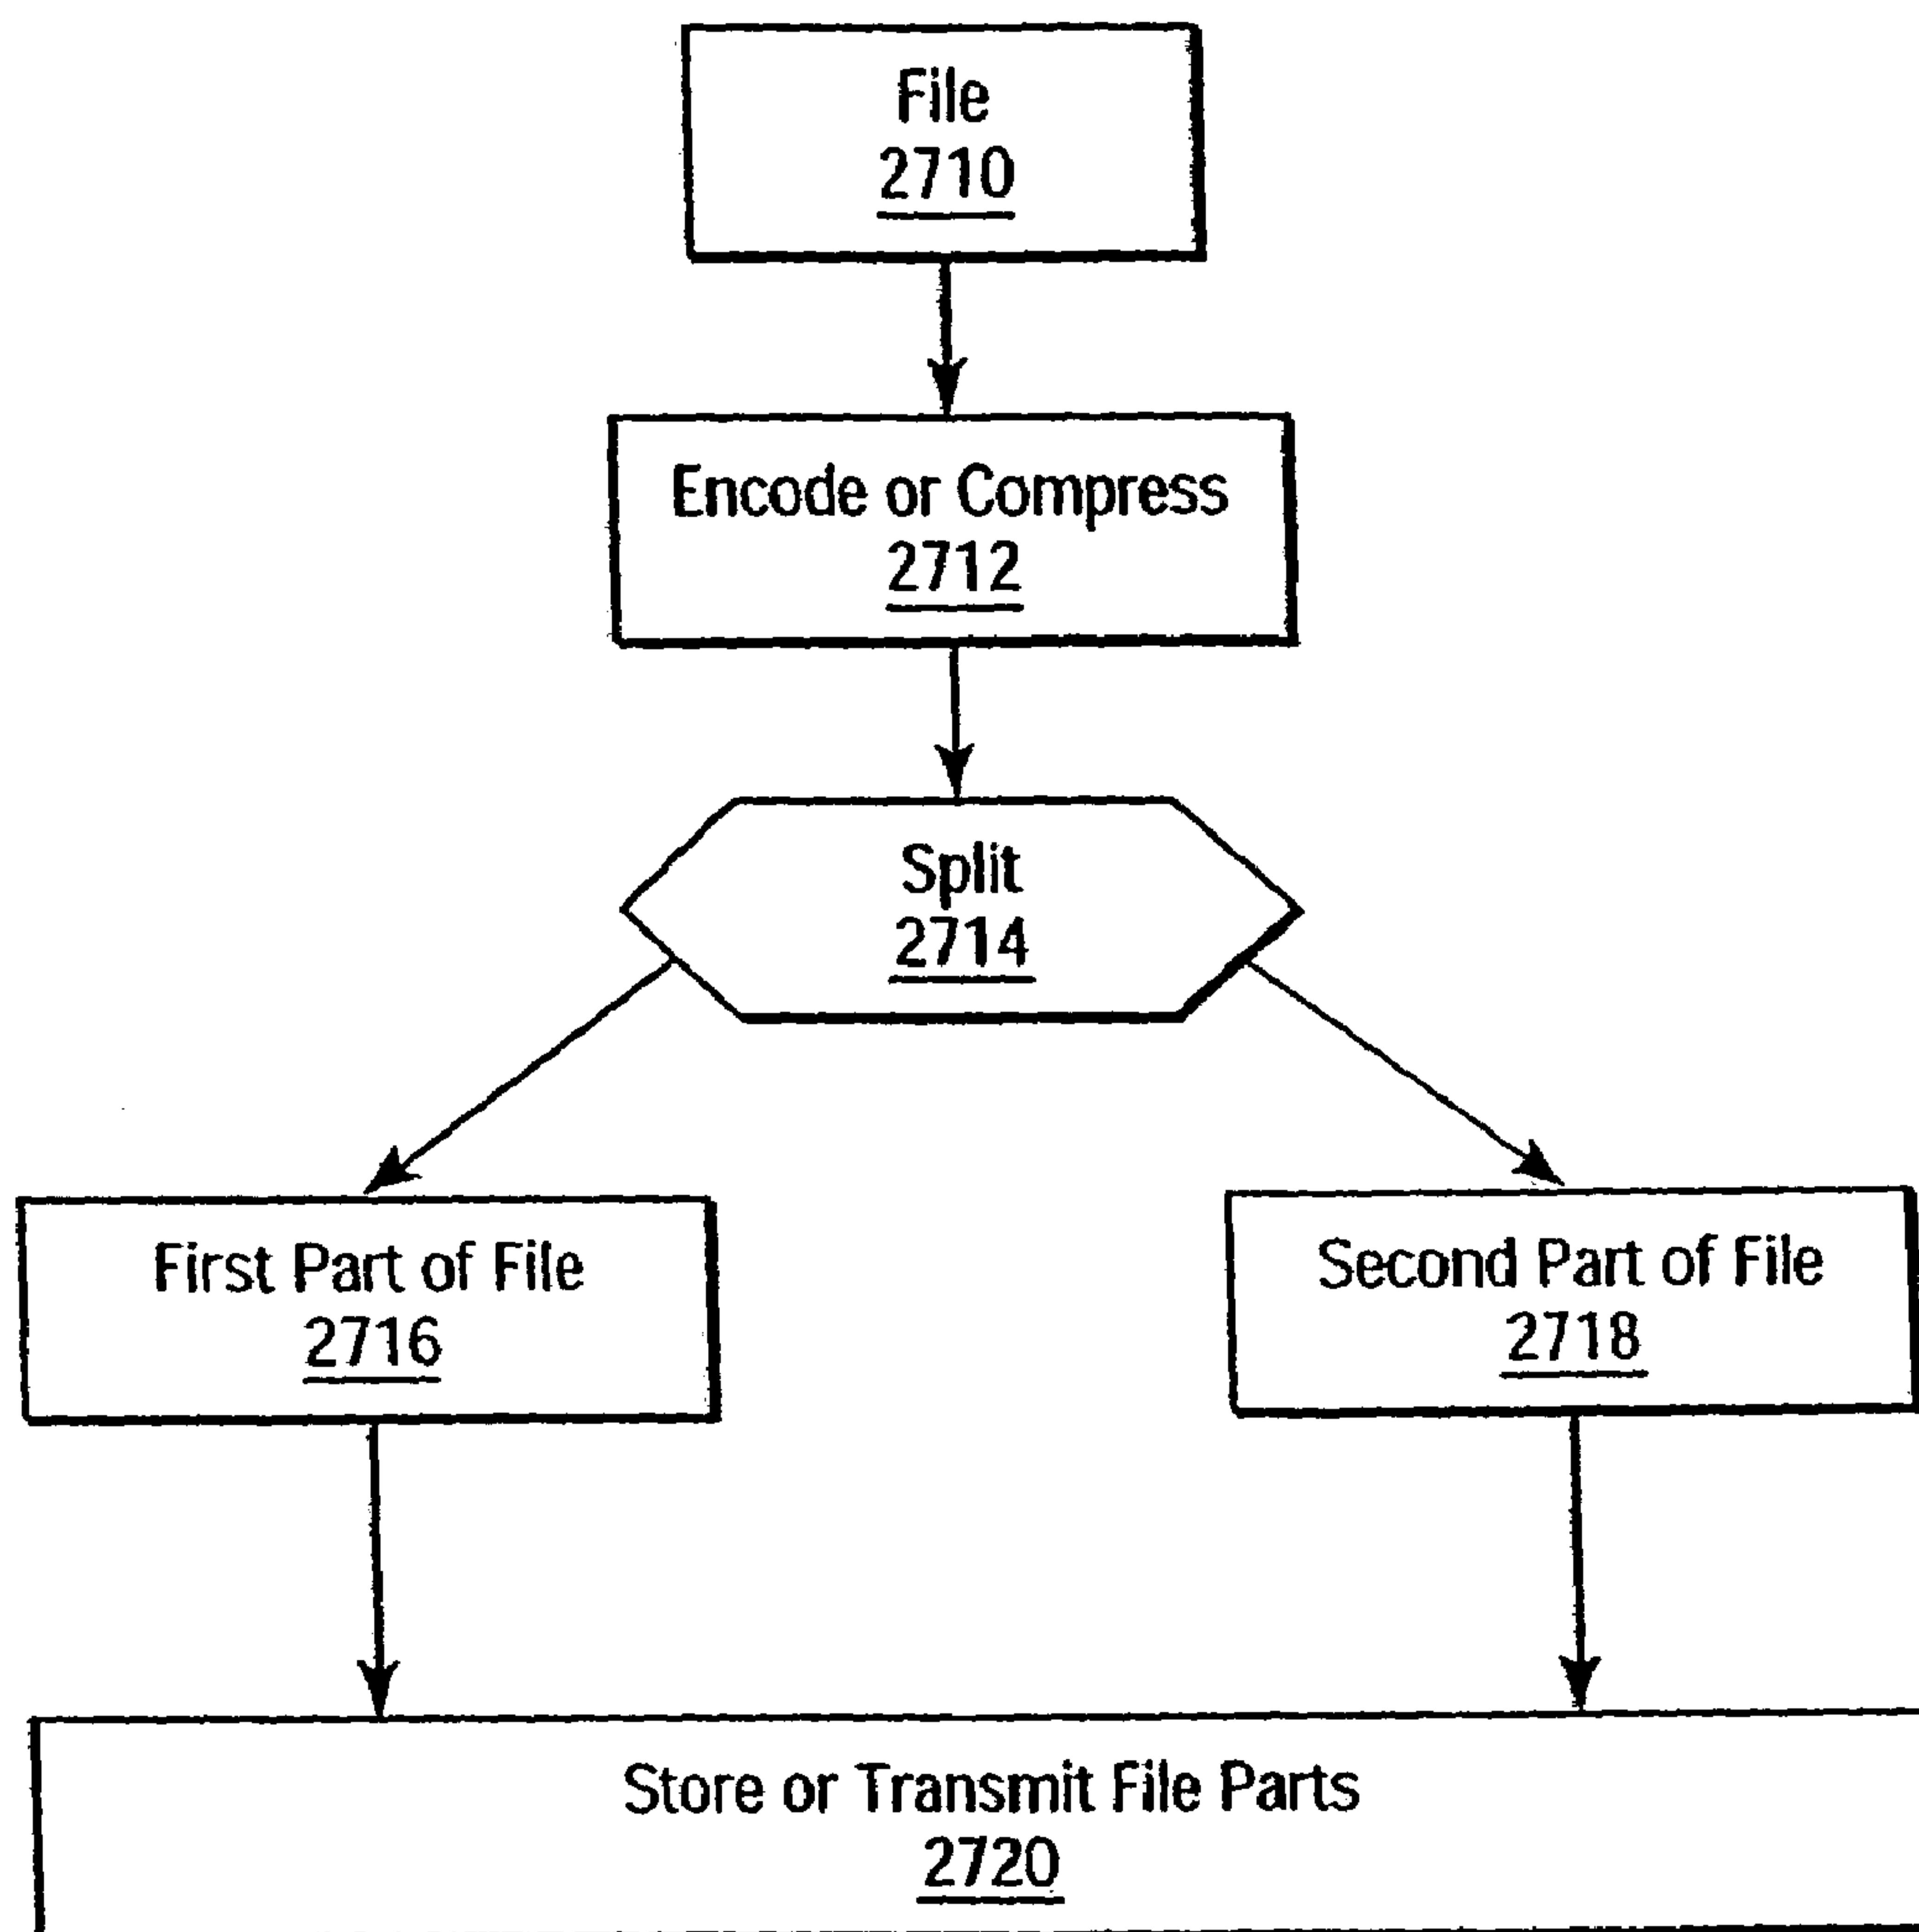 File
2710
Encode or Compress
2712
Split
2714
First Part of File
2716
Second Part of File
2718
Store or Transmit File Parts
2720